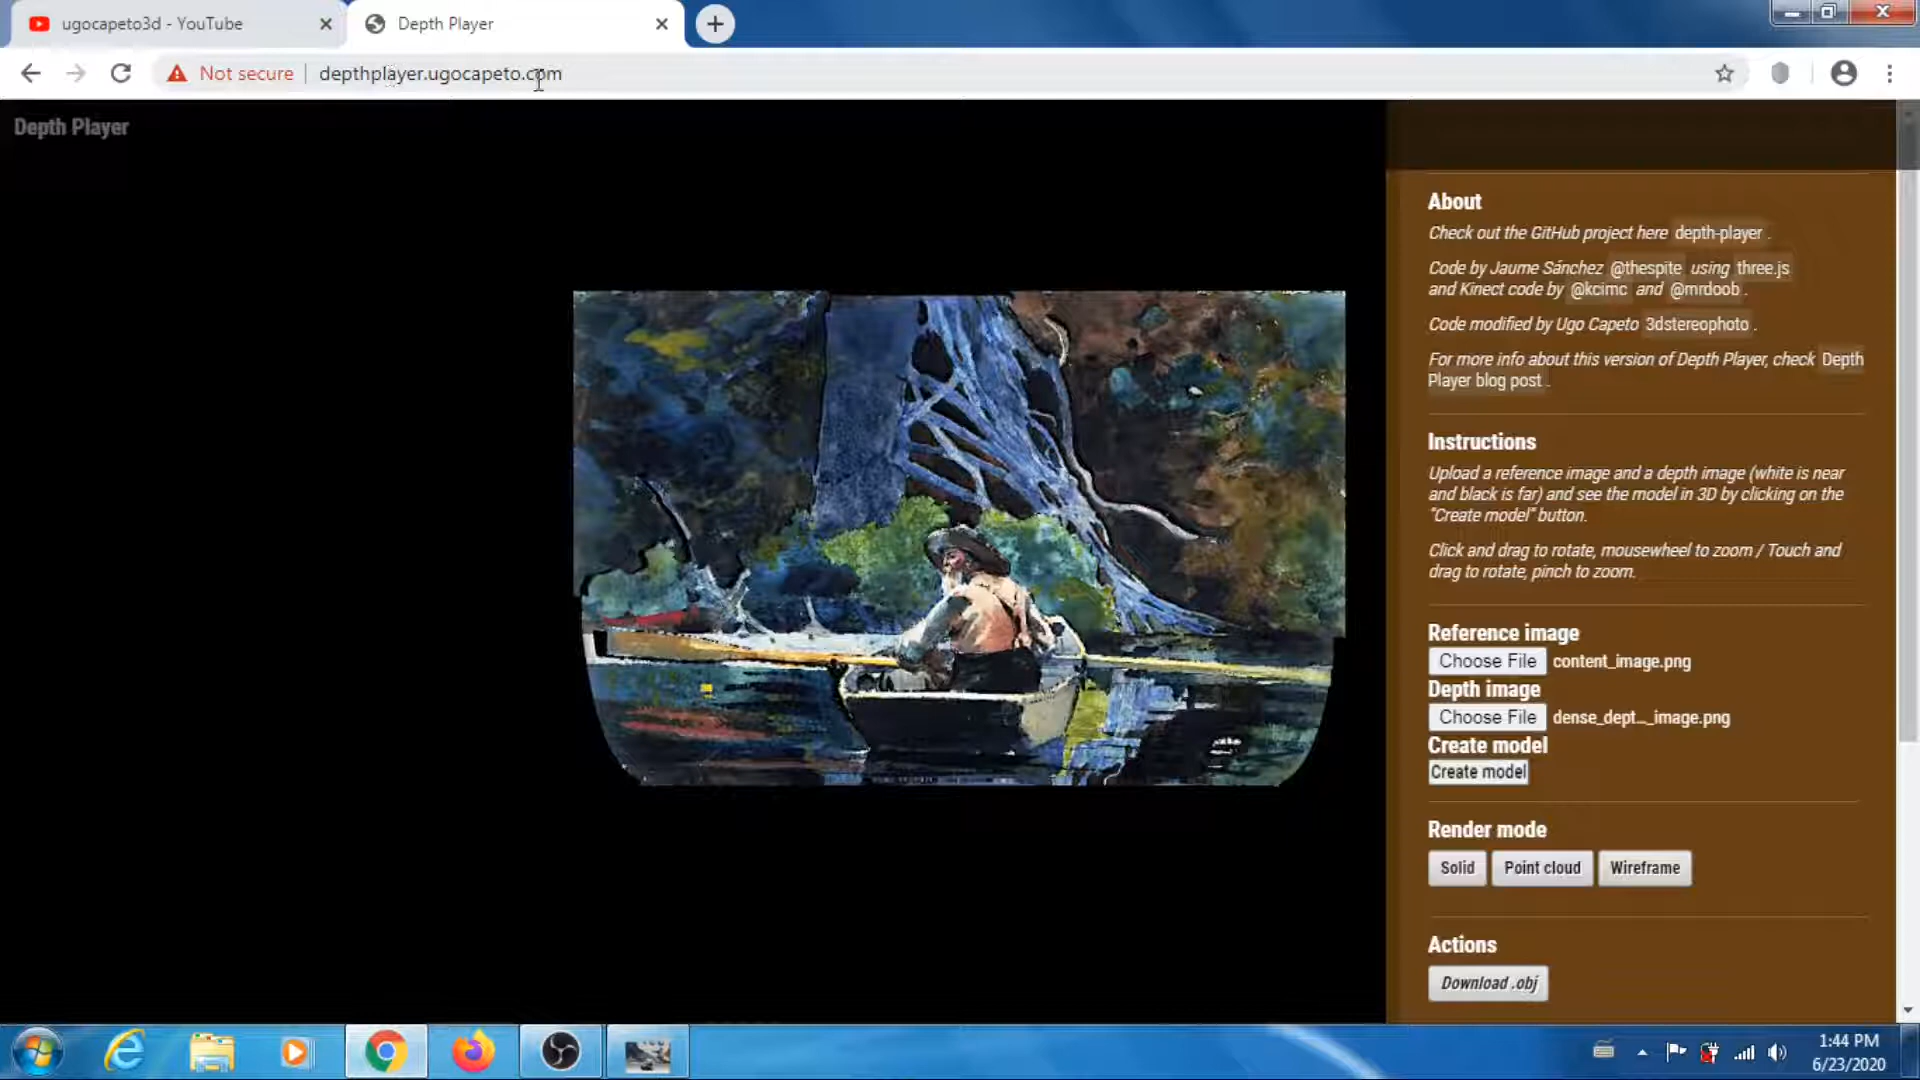 ugocapeto3d - YouTube
Depth Player
Not secure
depthplayer.ugocapeto.com
Depth Player
About
Check out the GitHub project here depth-player .
Code by Jaume Sánchez @thespite using three.js
and Kinect code by @kcimc and @mrdoob .
Code modified by Ugo Capeto 3dstereophoto .
For more info about this version of Depth Player, check Depth
Player blog post .
Instructions
Upload a reference image and a depth image (white is near
and black is far) and see the model in 3D by clicking on the
"Create model" button.
Click and drag to rotate, mousewheel to zoom / Touch and
drag to rotate, pinch to zoom.
Reference image
Choose File content_image.png
Depth image
Choose File dense_dept..._image.png
Create model
Create model
Render mode
Solid Point cloud Wireframe
Actions
Download .obj
1:44 PM
6/23/2020